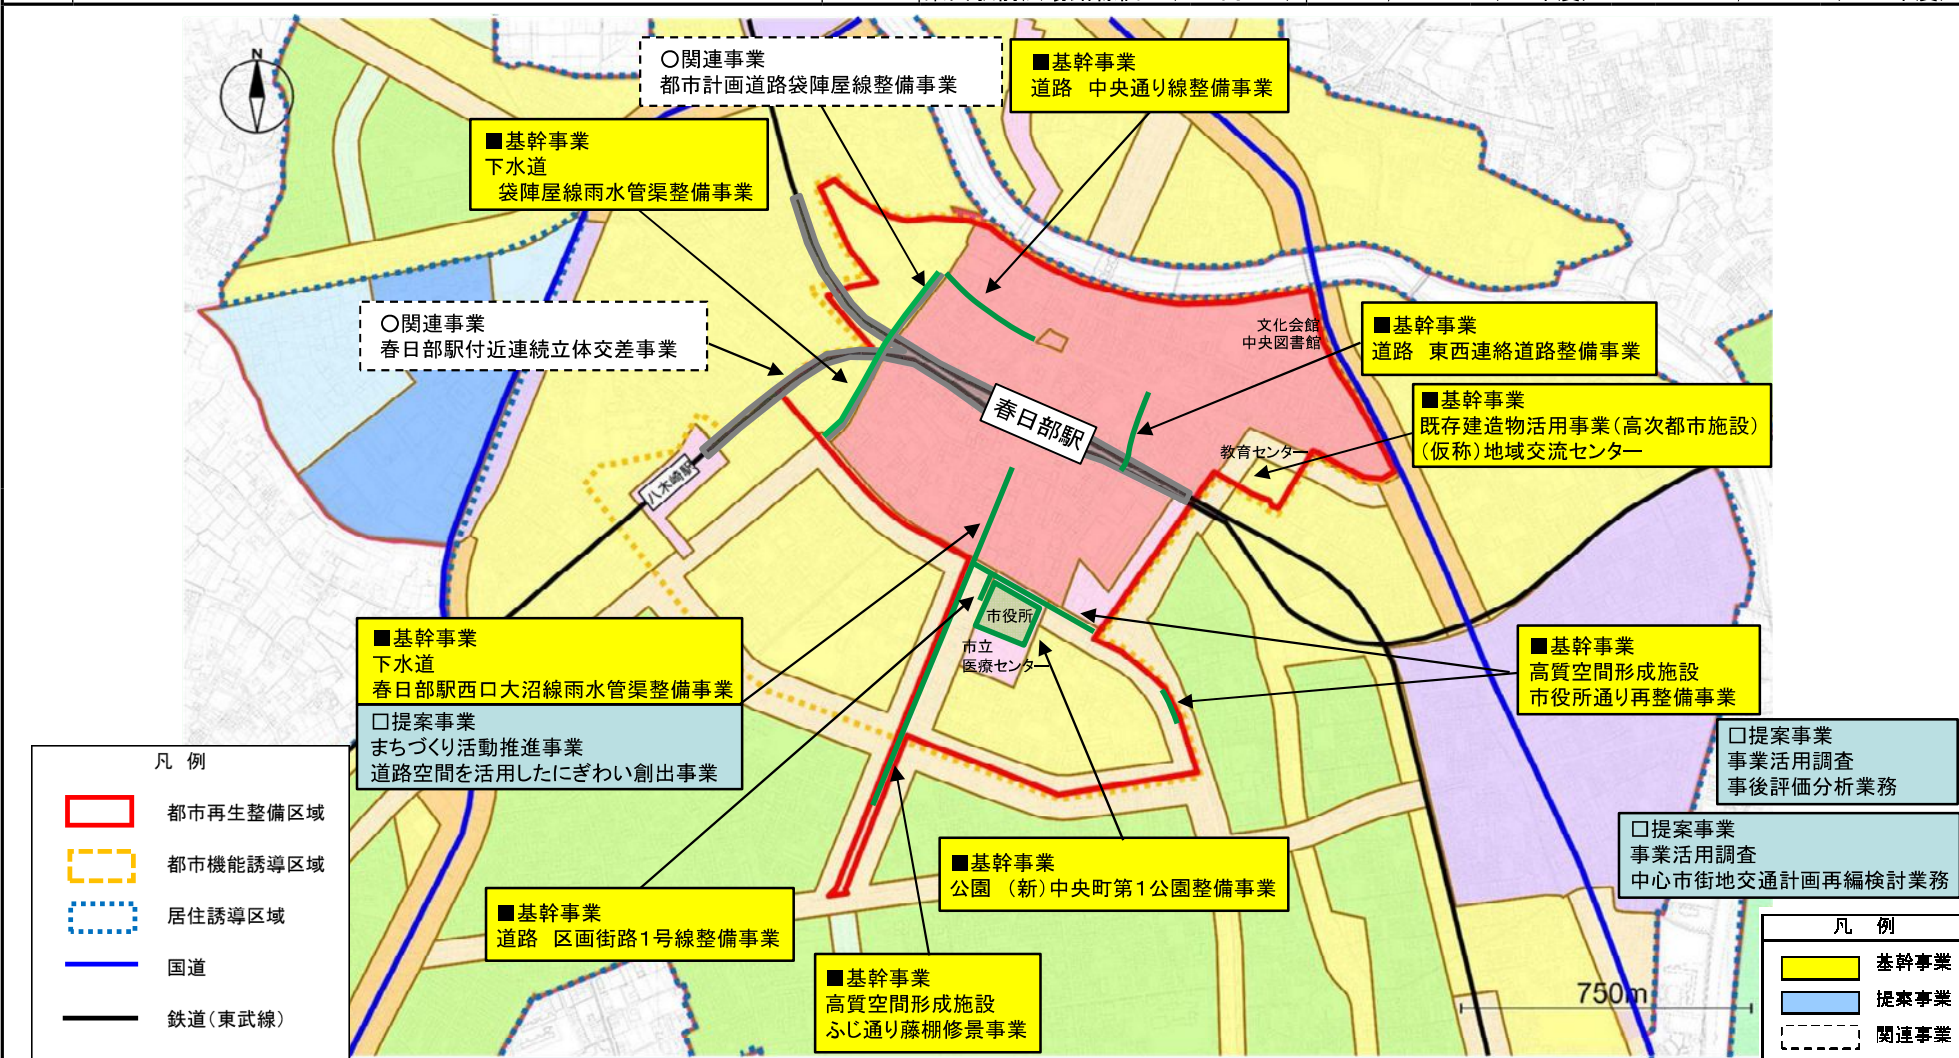 N
〇関連事業
都市計画道路袋陣屋線整備事業
■基幹事業
道路　中央通り線整備事業
■基幹事業
下水道
袋陣屋線雨水管渠整備事業
〇関連事業
春日部駅付近連続立体交差事業
文化会館
中央図書館
■基幹事業
道路　東西連絡道路整備事業
■基幹事業
既存建造物活用事業(高次都市施設)
(仮称)地域交流センター
春日部駅
教育センター
八木崎駅
市役所
市立
医療センター
■基幹事業
下水道
春日部駅西口大沼線雨水管渠整備事業
□提案事業
まちづくり活動推進事業
道路空間を活用したにぎわい創出事業
■基幹事業
高質空間形成施設
市役所通り再整備事業
□提案事業
事業活用調査
事後評価分析業務
□提案事業
事業活用調査
中心市街地交通計画再編検討業務
■基幹事業
公園　(新)中央町第1公園整備事業
■基幹事業
道路　区画街路1号線整備事業
■基幹事業
高質空間形成施設
ふじ通り藤棚修景事業
凡 例
都市再生整備区域
都市機能誘導区域
居住誘導区域
国道
鉄道(東武線)
750m
凡　例
基幹事業
提案事業
関連事業